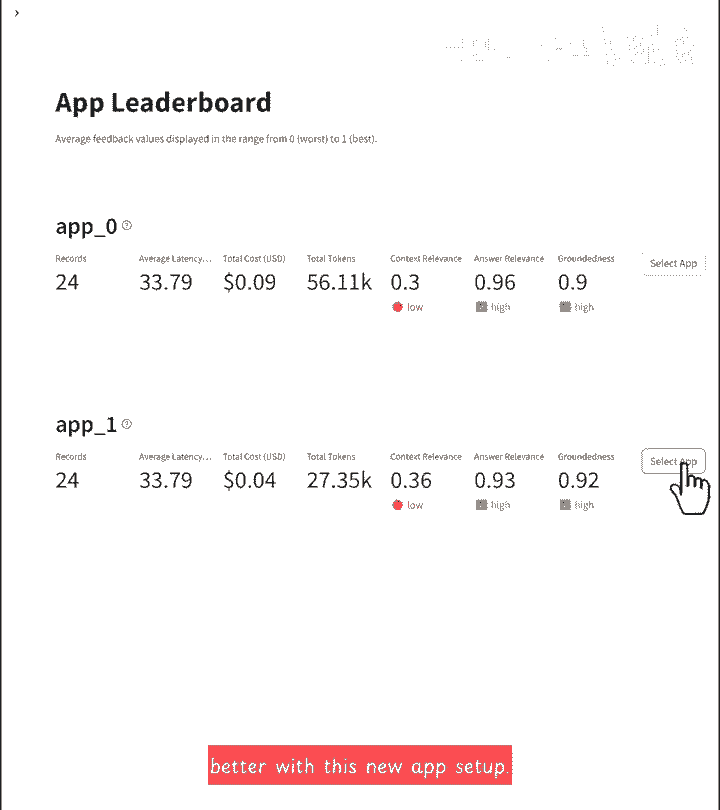 ›
App Leaderboard
Average feedback values displayed in the range from 0 (worst) to 1 (best).
app_0
Records Average Latency... Total Cost (USD) Total Tokens Context Relevance Answer Relevance Groundedness Select App
24 33.79 $0.09 56.11k 0.3 0.96 0.9
low high high
app_1
Records Average Latency... Total Cost (USD) Total Tokens Context Relevance Answer Relevance Groundedness Select App
24 33.79 $0.04 27.35k 0.36 0.93 0.92
low high high
better with this new app setup.